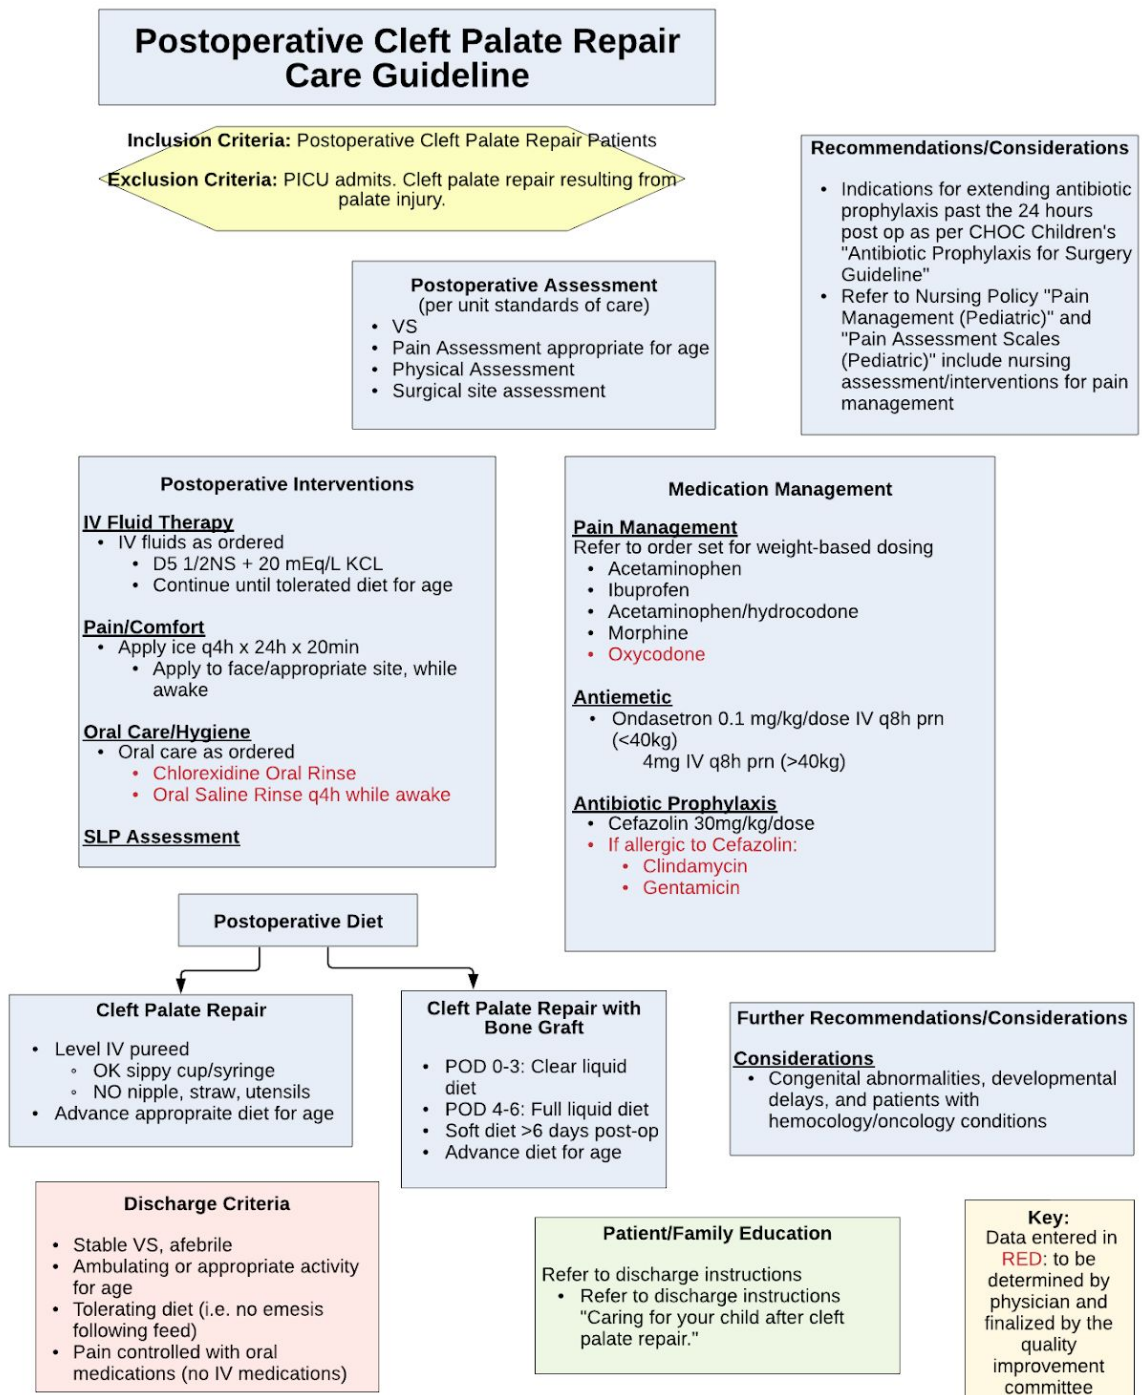 Postoperative Cleft Palate Repair
Care Guideline
Inclusion Criteria: Postoperative Cleft Palate Repair Patients
Exclusion Criteria: PICU admits. Cleft palate repair resulting from
palate injury.
Recommendations/Considerations
• Indications for extending antibiotic
prophylaxis past the 24 hours
post op as per CHOC Children's
"Antibiotic Prophylaxis for Surgery
Guideline"
• Refer to Nursing Policy "Pain
Management (Pediatric)" and
"Pain Assessment Scales
(Pediatric)" include nursing
assessment/interventions for pain
management
Postoperative Assessment
(per unit standards of care)
• VS
• Pain Assessment appropriate for age
• Physical Assessment
• Surgical site assessment
Postoperative Interventions
IV Fluid Therapy
• IV fluids as ordered
• D5 1/2NS + 20 mEq/L KCL
• Continue until tolerated diet for age
Pain/Comfort
• Apply ice q4h x 24h x 20min
• Apply to face/appropriate site, while
awake
Oral Care/Hygiene
• Oral care as ordered
• Chlorexidine Oral Rinse
• Oral Saline Rinse q4h while awake
SLP Assessment
Medication Management
Pain Management
Refer to order set for weight-based dosing
• Acetaminophen
• Ibuprofen
• Acetaminophen/hydrocodone
• Morphine
• Oxycodone
Antiemetic
• Ondasetron 0.1 mg/kg/dose IV q8h prn
(<40kg)
4mg IV q8h prn (>40kg)
Antibiotic Prophylaxis
• Cefazolin 30mg/kg/dose
• If allergic to Cefazolin:
• Clindamycin
• Gentamicin
Postoperative Diet
Cleft Palate Repair
• Level IV pureed
◦ OK sippy cup/syringe
◦ NO nipple, straw, utensils
• Advance appropraite diet for age
Cleft Palate Repair with
Bone Graft
• POD 0-3: Clear liquid
diet
• POD 4-6: Full liquid diet
• Soft diet >6 days post-op
• Advance diet for age
Further Recommendations/Considerations
Considerations
• Congenital abnormalities, developmental
delays, and patients with
hemocology/oncology conditions
Discharge Criteria
• Stable VS, afebrile
• Ambulating or appropriate activity
for age
• Tolerating diet (i.e. no emesis
following feed)
• Pain controlled with oral
medications (no IV medications)
Patient/Family Education
Refer to discharge instructions
• Refer to discharge instructions
"Caring for your child after cleft
palate repair."
Key:
Data entered in
RED: to be
determined by
physician and
finalized by the
quality
improvement
committee